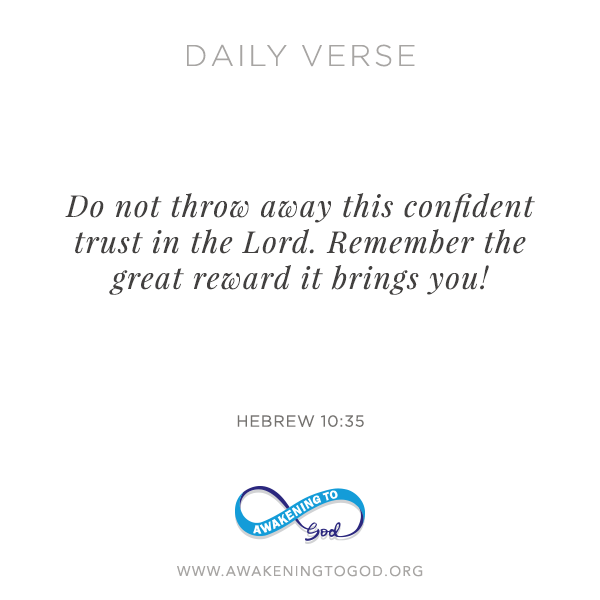 DAILY VERSE
Do not throw away this confident
trust in the Lord. Remember the
great reward it brings you!
HEBREW 10:35
AWAKENING TO
God
WWW.AWAKENINGTOGOD.ORG